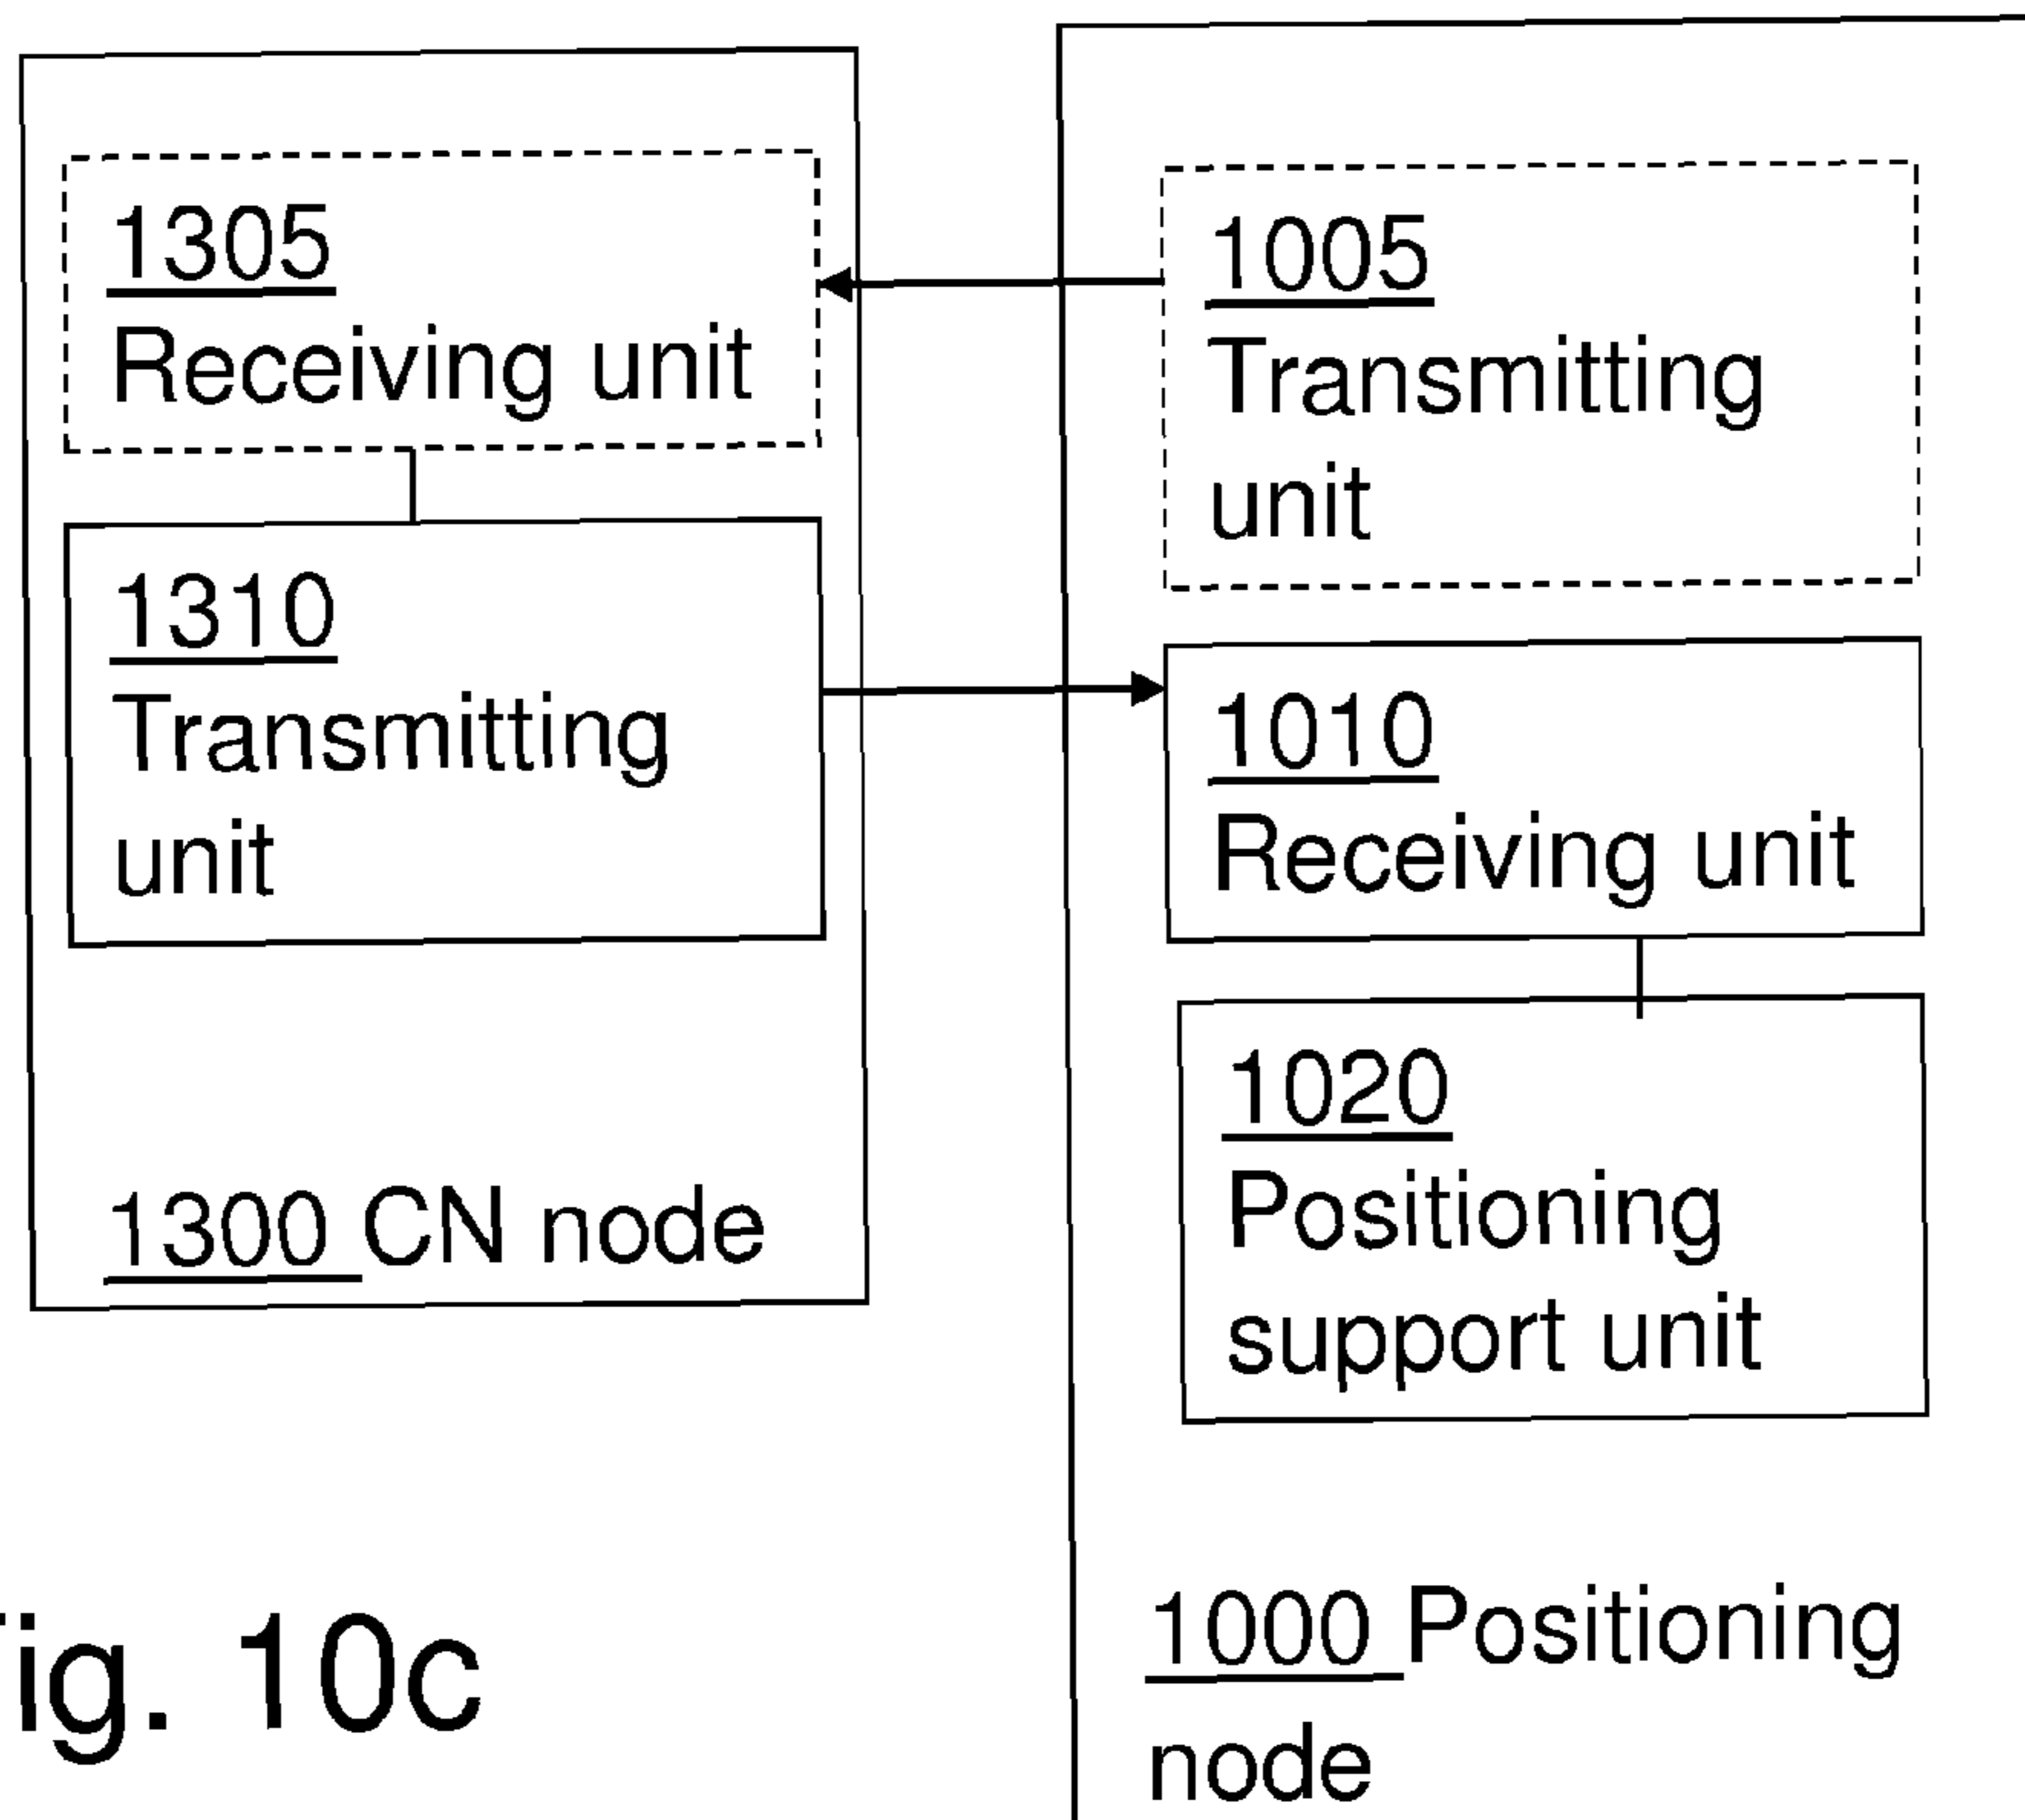 1305
Receiving unit
1310
Transmitting
unit
1300 CN node
1005
Transmitting
unit
1010
Receiving unit
1020
Positioning
support unit
1000 Positioning
node
ig. 10c